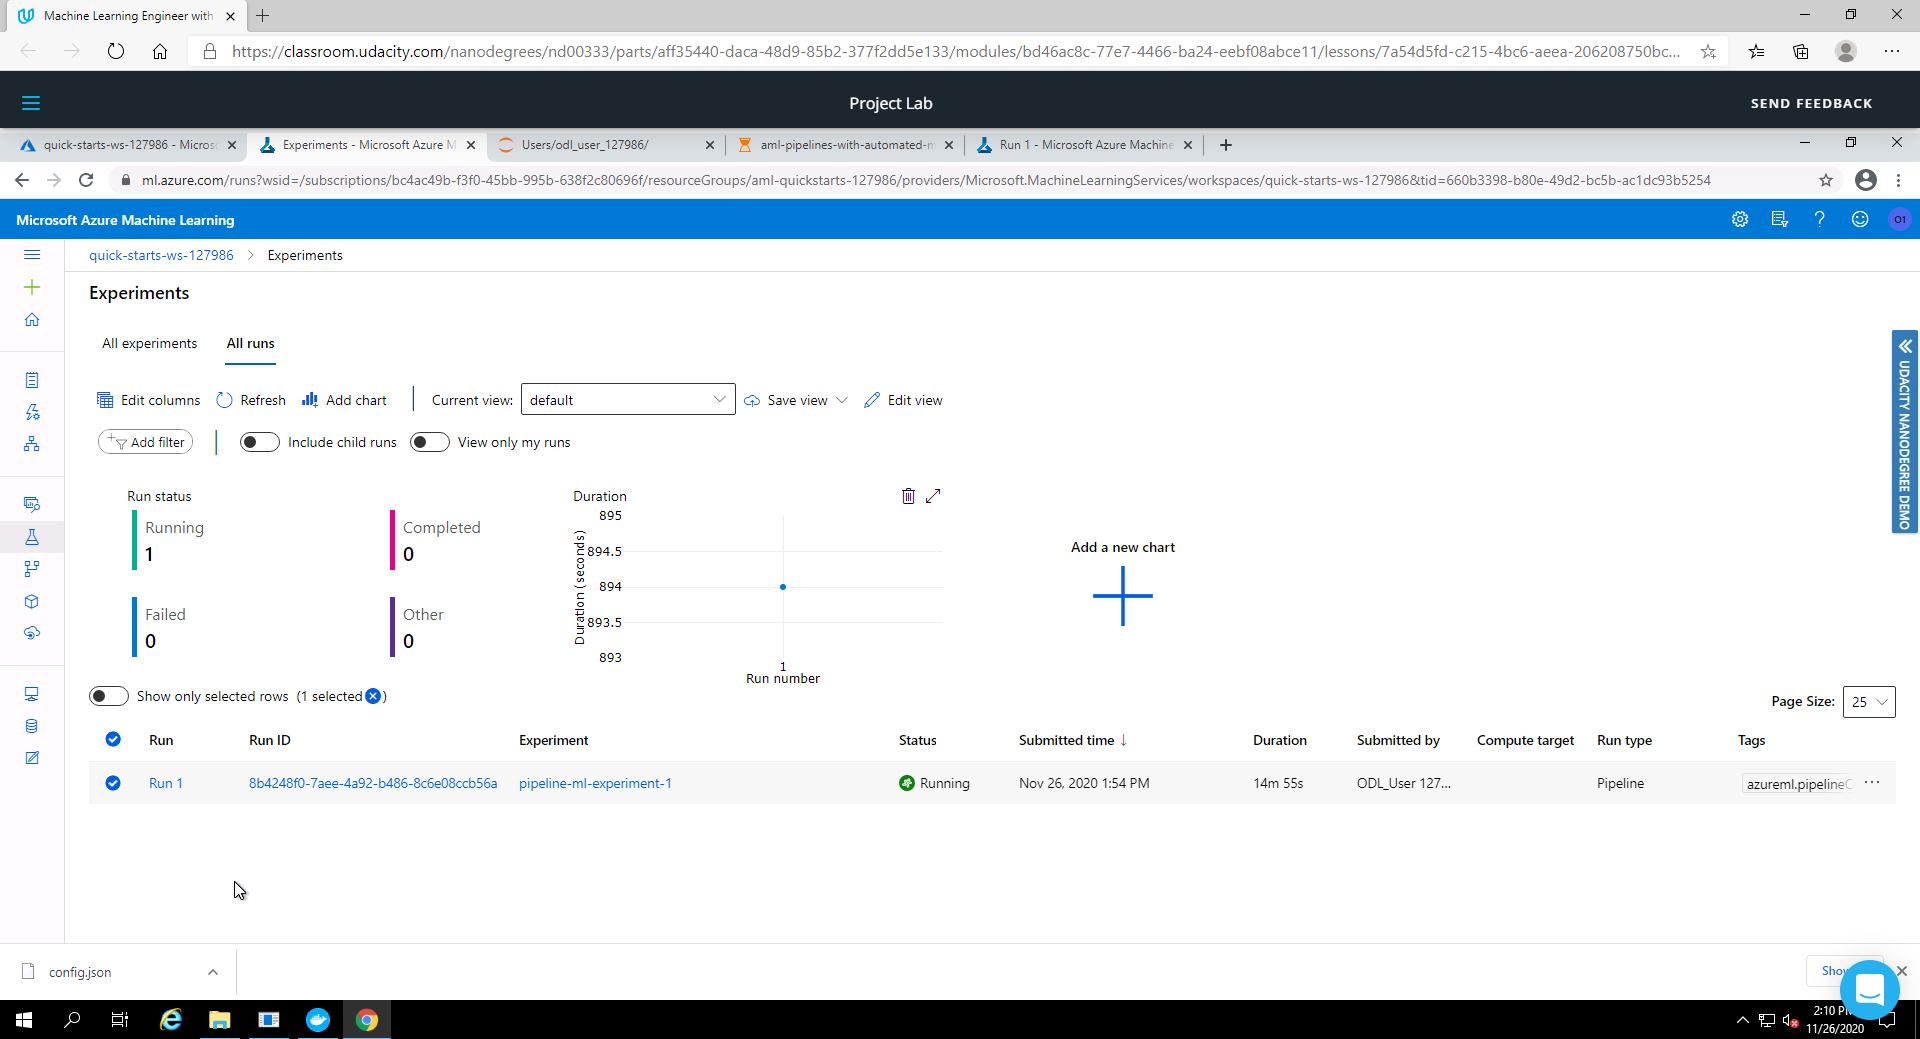 Machine Learning Engineer with
https://classroom.udacity.com/nanodegrees/nd00333/parts/aff35440-daca-48d9-85b2-377f2dd5e133/modules/bd46ac8c-77e7-4466-ba24-eebf08abce11/lessons/7a54d5fd-c215-4bc6-aeea-206208750bc...
Project Lab
SEND FEEDBACK
quick-starts-ws-127986 - Micros
Experiments - Microsoft Azure M
Users/odl_user_127986/
aml-pipelines-with-automated-m
Run 1 - Microsoft Azure Machine
ml.azure.com/runs?wsid=/subscriptions/bc4ac49b-f3f0-45bb-995b-638f2c80696f/resourceGroups/aml-quickstarts-127986/providers/Microsoft.MachineLearningServices/workspaces/quick-starts-ws-127986&tid=660b3398-b80e-49d2-bc5b-ac1dc93b5254
Microsoft Azure Machine Learning
O1
quick-starts-ws-127986 > Experiments
Experiments
All experiments
All runs
Edit columns
Refresh
Add chart
Current view:
default
Save view
Edit view
Add filter
Include child runs
View only my runs
UDACITY NANODEGREE DEMO
Run status
Running
1
Completed
0
Failed
0
Other
0
Duration
Duration (seconds)
895
894.5
894
893.5
893
1
Run number
Add a new chart
Show only selected rows (1 selected )
Page Size:
25
Run
Run ID
Experiment
Status
Submitted time ↓
Duration
Submitted by
Compute target
Run type
Tags
Run 1
8b4248f0-7aee-4a92-b486-8c6e08ccb56a
pipeline-ml-experiment-1
Running
Nov 26, 2020 1:54 PM
14m 55s
ODL_User 127...
Pipeline
azureml.pipelineC
...
config.json
Show
2:10 PM
11/26/2020